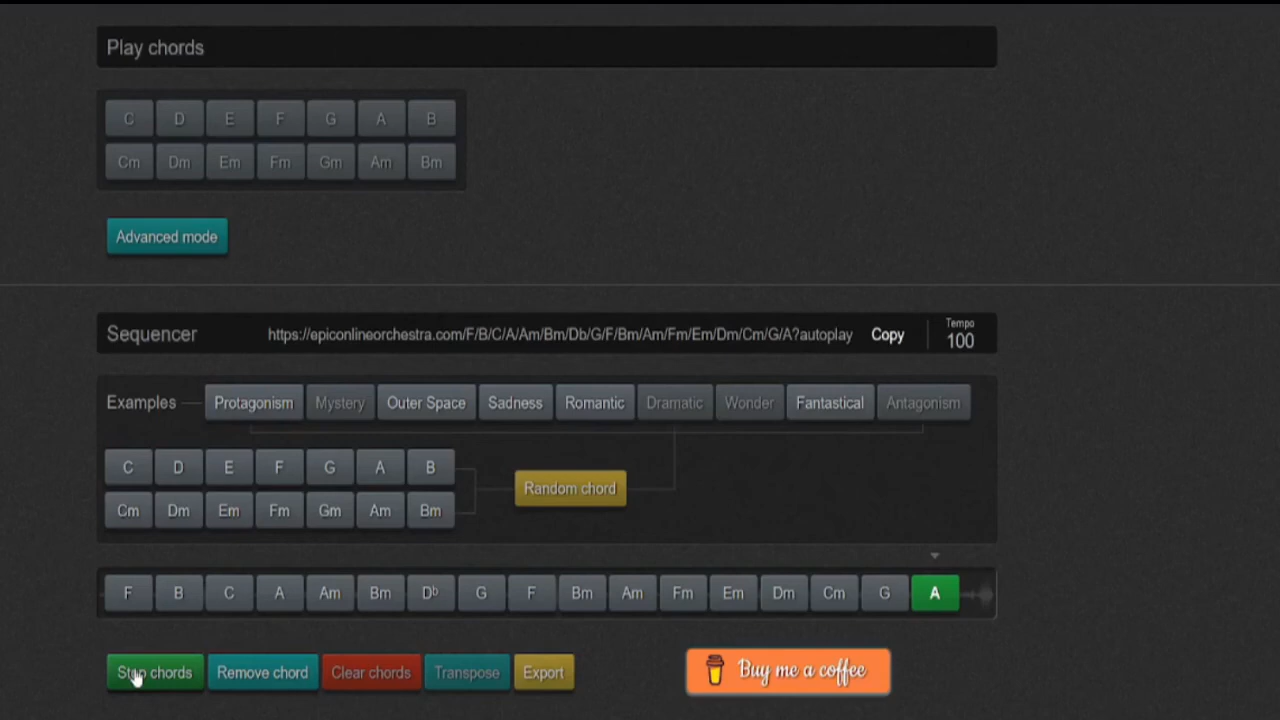 Play chords
C D E F G A B
Cm Dm Em Fm Gm Am Bm
Advanced mode
Sequencer https://epiconlineorchestra.com/F/B/C/A/Am/Bm/Db/G/F/Bm/Am/Fm/Em/Dm/Cm/G/A?autoplay Copy Tempo 100
Examples Protagonism Mystery Outer Space Sadness Romantic Dramatic Wonder Fantastical Antagonism
C D E F G A B
Random chord
Cm Dm Em Fm Gm Am Bm
F B C A Am Bm Db G F Bm Am Fm Em Dm Cm G A
Stop chords Remove chord Clear chords Transpose Export Buy me a coffee